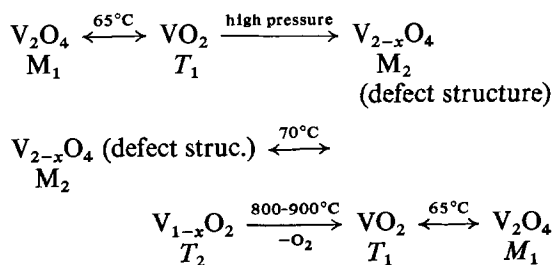 65°C high pressure
V₂O₄ ⟷ VO₂ ⟶ V₂₋ₓO₄
M₁ T₁ M₂
(defect structure)
70°C
V₂₋ₓO₄ (defect struc.) ⟷
M₂
800-900°C 65°C
V₁₋ₓO₂ ⟶ VO₂ ⟷ V₂O₄
−O₂
T₂ T₁ M₁